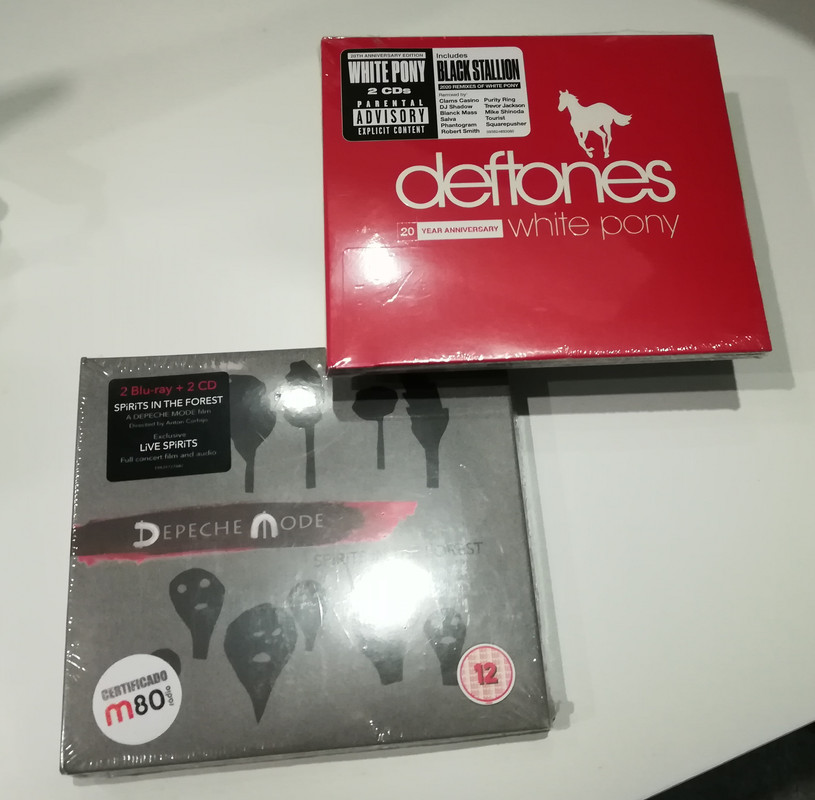 20TH ANNIVERSARY EDITION
WHITE PONY
2 CDs
PARENTAL
ADVISORY
EXPLICIT CONTENT
Includes
BLACK STALLION
2020 REMIXES OF WHITE PONY
Remixed by:
Clams Casino
DJ Shadow
Blanck Mass
Salva
Phantogram
Robert Smith
Purity Ring
Trevor Jackson
Mike Shinoda
Tourist
Squarepusher
deftones
20 YEAR ANNIVERSARY white pony
2 Blu-ray + 2 CD
SPiRiTS IN THE FOREST
A DEPECHE MODE film
Directed by Anton Corbijn
Exclusive
LiVE SPiRiTS
Full concert film and audio
DEPECHE MODE
SPiRiTS FOREST
CERTIFICADO
m80
radio
12